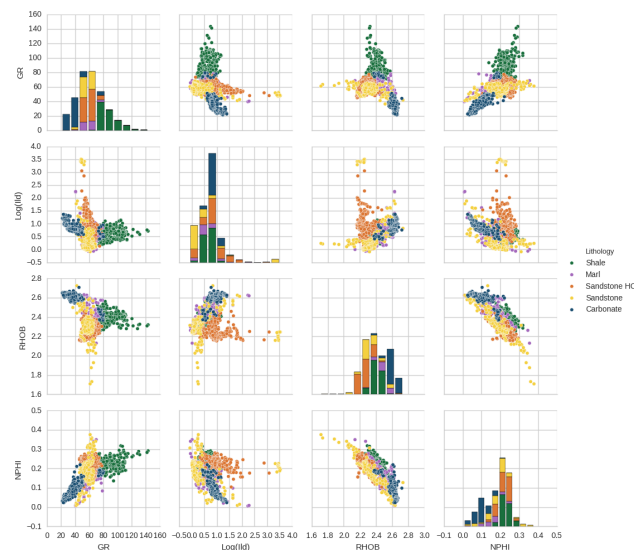 160
140
120
100
80
60
40
20
0
GR
4.0
3.5
3.0
2.5
2.0
1.5
1.0
0.5
0.0
−0.5
Log(Ild)
2.8
2.6
2.4
2.2
2.0
1.8
1.6
RHOB
0.5
0.4
0.3
0.2
0.1
0.0
−0.1
NPHI
0 20 40 60 80 100 120 140 160
GR
−0.5 0.0 0.5 1.0 1.5 2.0 2.5 3.0 3.5 4.0
Log(Ild)
1.6 1.8 2.0 2.2 2.4 2.6 2.8 3.0
RHOB
−0.1 0.0 0.1 0.2 0.3 0.4 0.5
NPHI
Lithology
Shale
Marl
Sandstone HC
Sandstone
Carbonate